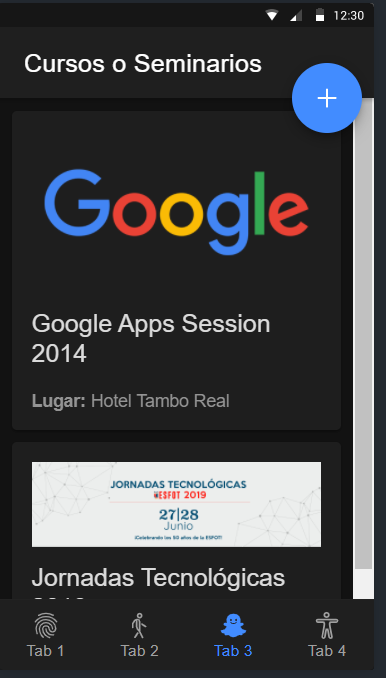 12:30
Cursos o Seminarios
Google
Google Apps Session
2014
Lugar: Hotel Tambo Real
JORNADAS TECNOLÓGICAS
ESFOT 2019
27|28
Junio
¡Celebrando los 50 años de la ESFOT!
Jornadas Tecnológicas
Tab 1
Tab 2
Tab 3
Tab 4